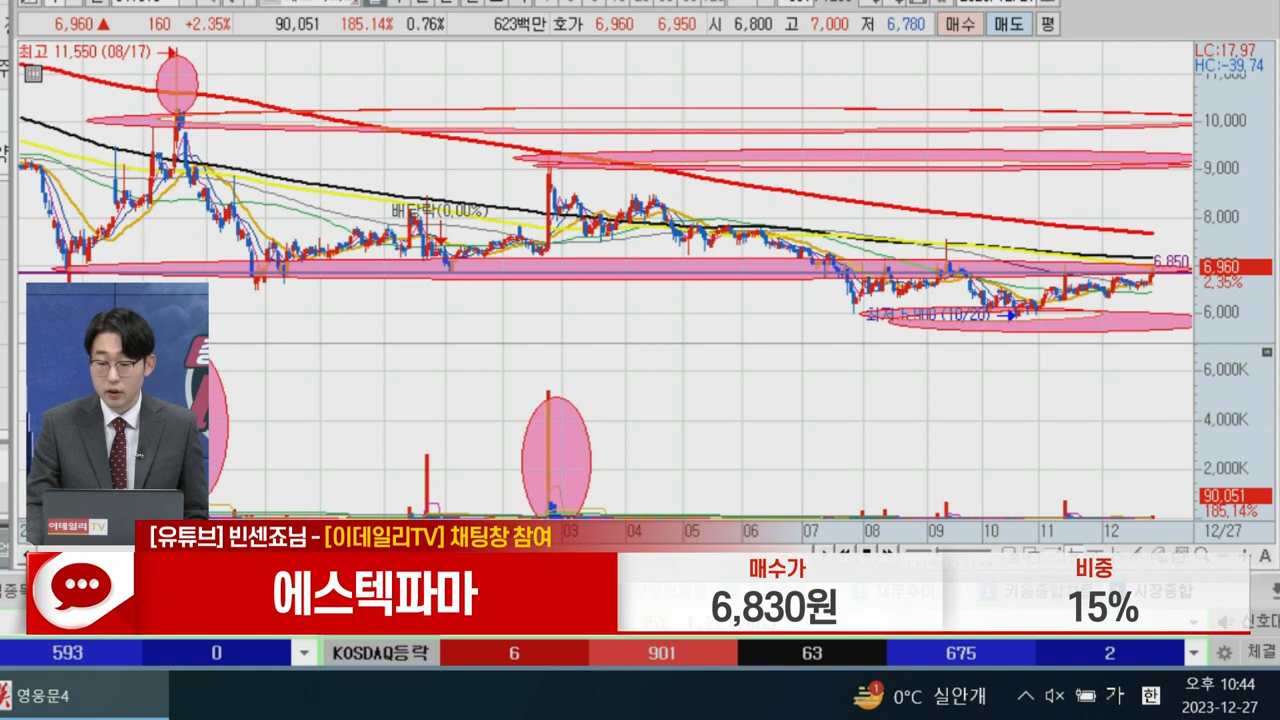 6,960 ▲ 160 +2.35% 90,051 185.14% 0.76% 623백만 호가 6,960 6,950 시 6,800 고 7,000 저 6,780 매수 매도 평
최고 11,550 (08/17)
LC:17,97
HC:-39,74
11,000
10,000
9,000
배당락(0,00%)
8,000
6,850
6,960
2,35%
최저 5,900 (10/20)
6,000
6,000K
4,000K
2,000K
90,051
185,14%
03 04 05 06 07 08 09 10 11 12 12/27
이데일리 TV
[유튜브] 빈센죠님 - [이데일리TV] 채팅창 참여
에스텍파마
매수가
6,830원
비중
15%
593 0 KOSDAQ등락 6 901 63 675 2 체결
영웅문4
1
0°C 실안개
가
한
오후 10:44
2023-12-27